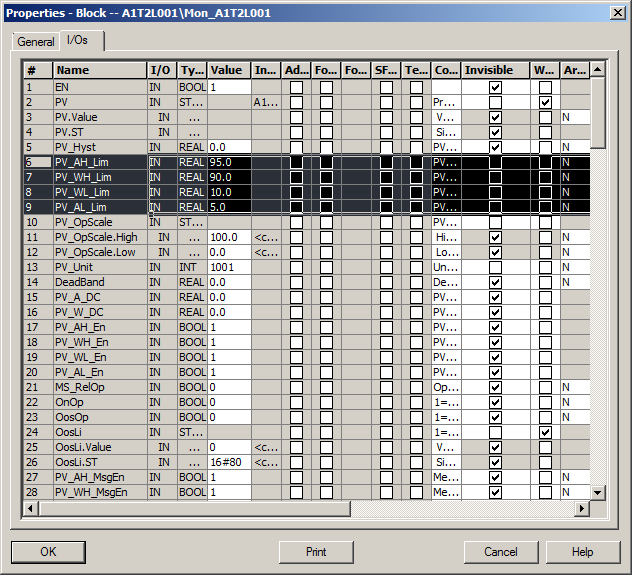 Properties - Block -- A1T2L001\Mon_A1T2L001
General I/Os
# Name I/O Ty... Value In... Ad... Fo... Fo... SF... Te... Co... Invisible W... Ar...
1 EN IN BOOL 1
2 PV IN ST... A1... Pr...
3 PV.Value IN ... V... N
4 PV.ST IN ... Si...
5 PV_Hyst IN REAL 0.0 PV... N
6 PV_AH_Lim IN REAL 95.0 PV... N
7 PV_WH_Lim IN REAL 90.0 PV... N
8 PV_WL_Lim IN REAL 10.0 PV... N
9 PV_AL_Lim IN REAL 5.0 PV... N
10 PV_OpScale IN ST... PV...
11 PV_OpScale.High IN ... 100.0 <c... Hi... N
12 PV_OpScale.Low IN ... 0.0 <c... Lo... N
13 PV_Unit IN INT 1001 Un... N
14 DeadBand IN REAL 0.0 De... N
15 PV_A_DC IN REAL 0.0 PV...
16 PV_W_DC IN REAL 0.0 PV...
17 PV_AH_En IN BOOL 1 PV...
18 PV_WH_En IN BOOL 1 PV...
19 PV_WL_En IN BOOL 1 PV...
20 PV_AL_En IN BOOL 1 PV...
21 MS_RelOp IN BOOL 0 Op... N
22 OnOp IN BOOL 0 1=... N
23 OosOp IN BOOL 0 1=... N
24 OosLi IN ST... 1=...
25 OosLi.Value IN ... 0 <c... V...
26 OosLi.ST IN ... 16#80 <c... Si...
27 PV_AH_MsgEn IN BOOL 1 Me... N
28 PV_WH_MsgEn IN BOOL 1 Me... N
OK Print Cancel Help